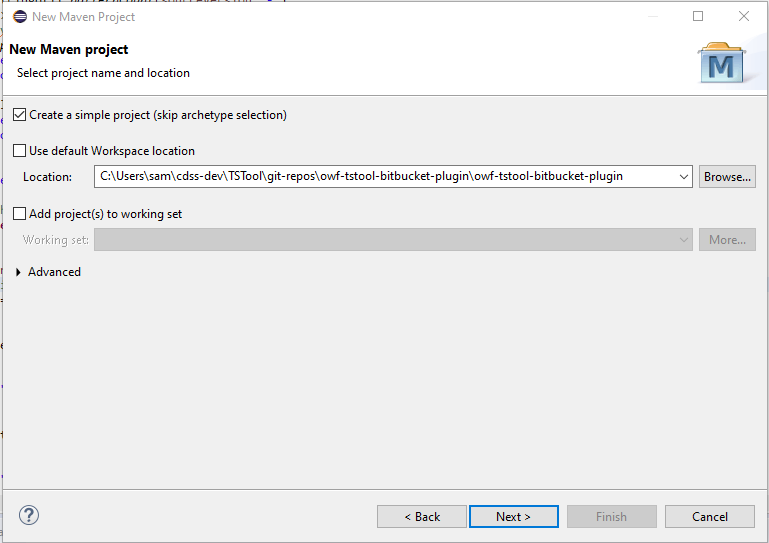 New Maven Project
New Maven project
Select project name and location
M
Create a simple project (skip archetype selection)
Use default Workspace location
Location:
C:\Users\sam\cdss-dev\TSTool\git-repos\owf-tstool-bitbucket-plugin\owf-tstool-bitbucket-plugin
Browse...
Add project(s) to working set
Working set:
More...
Advanced
?
< Back
Next >
Finish
Cancel